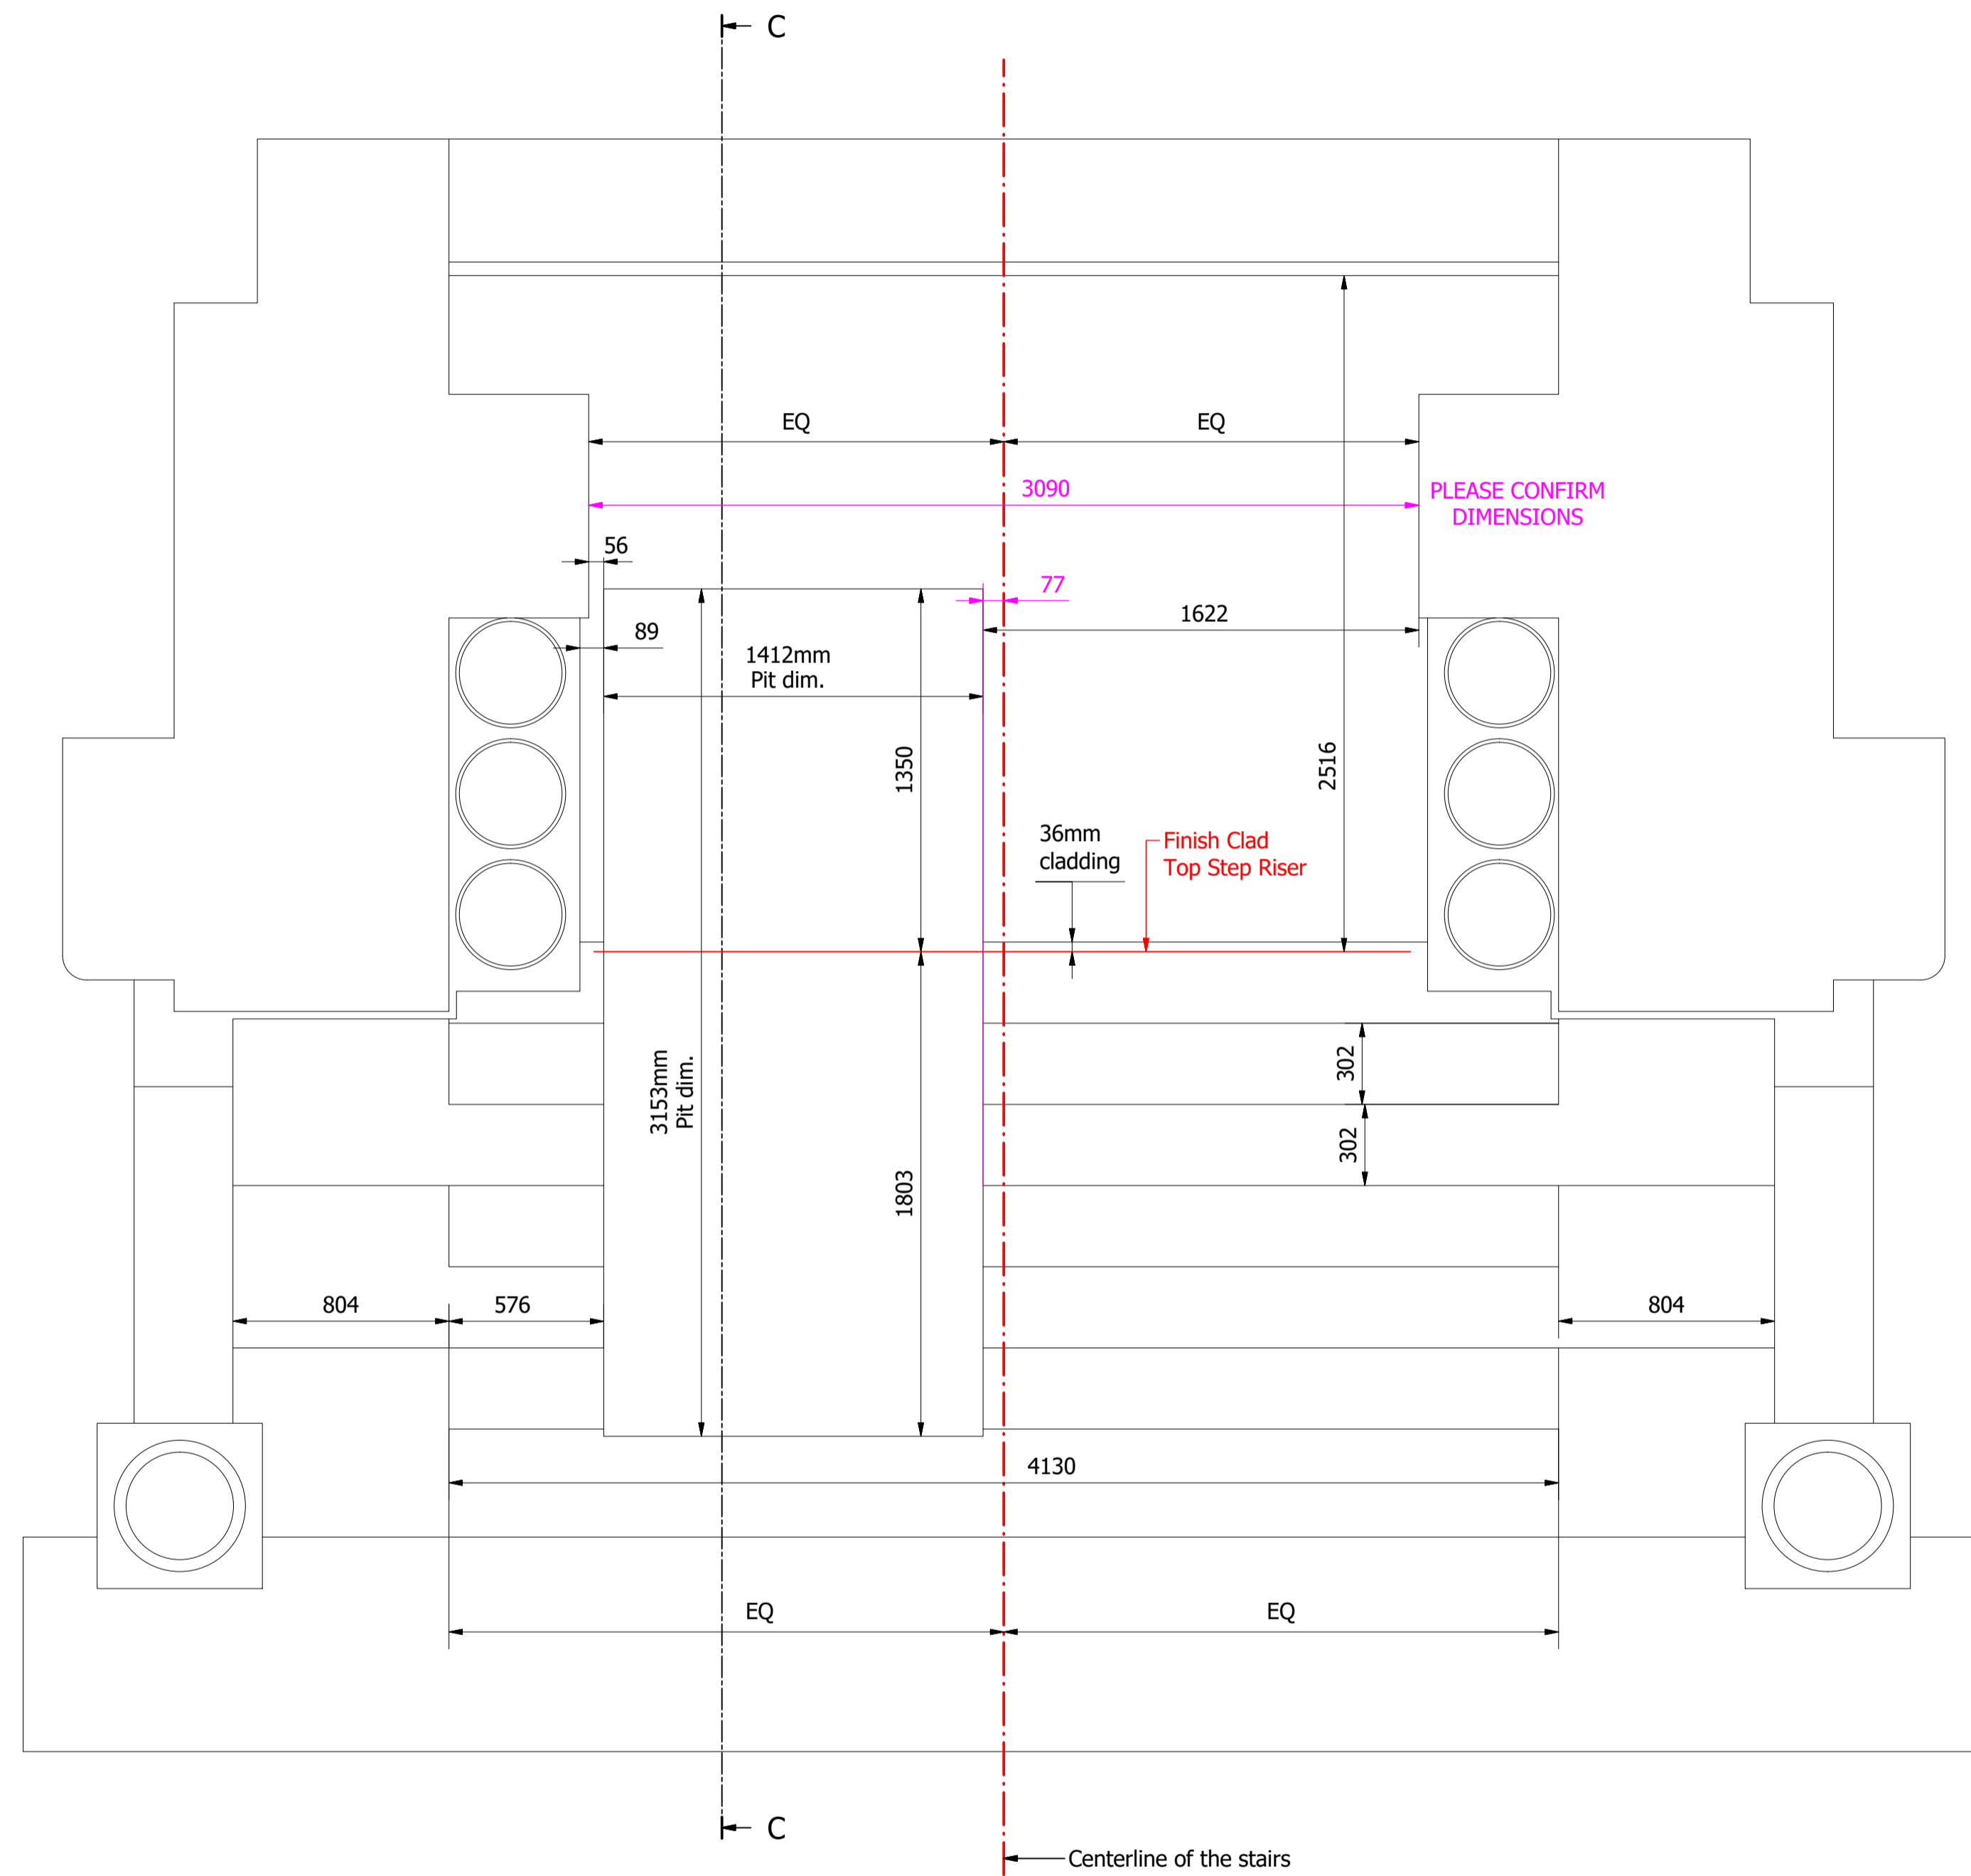 C
EQ
EQ
3090
PLEASE CONFIRM
DIMENSIONS
56
77
1622
89
1412mm
Pit dim.
1350
2516
36mm
cladding
Finish Clad
Top Step Riser
3153mm
Pit dim.
302
302
1803
804
576
804
4130
EQ
EQ
C
Centerline of the stairs